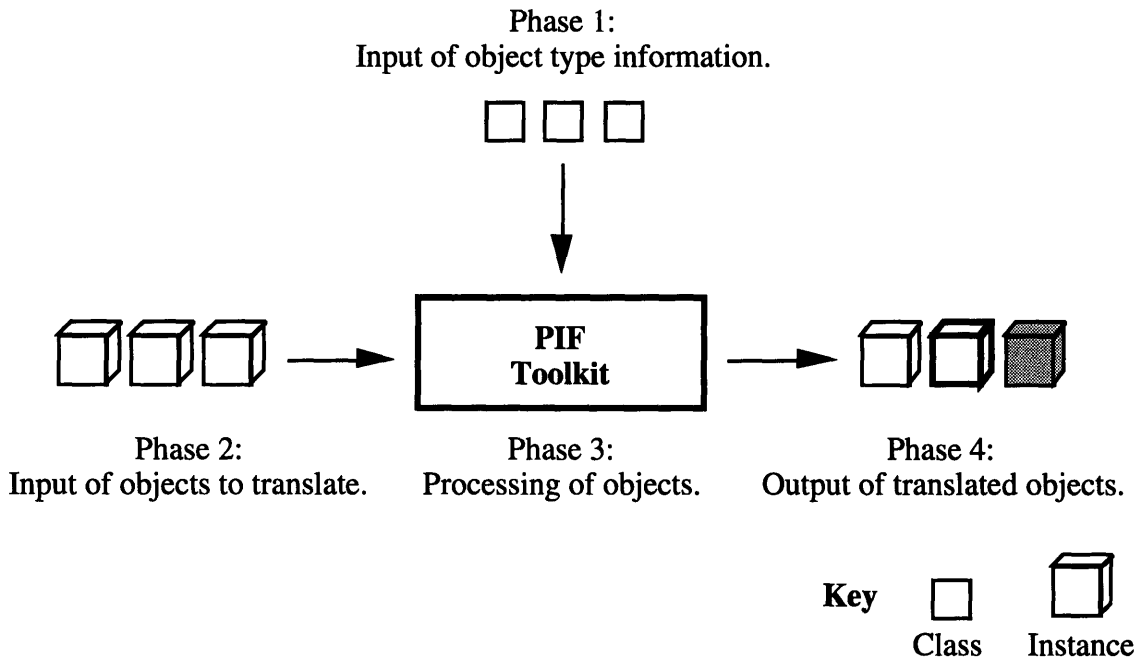 Phase 1:
Input of object type information.
PIF
Toolkit
Phase 2:
Input of objects to translate.
Phase 3:
Processing of objects.
Phase 4:
Output of translated objects.
Key
Class
Instance